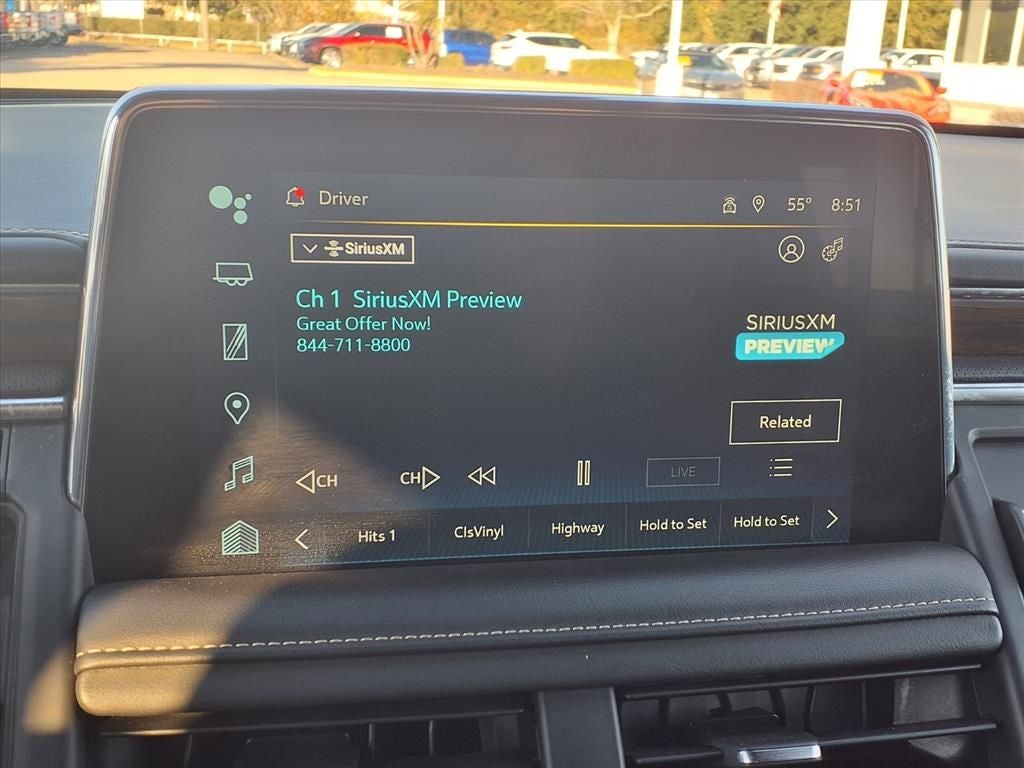 Driver
55° 8:51
SiriusXM
Ch 1 SiriusXM Preview
Great Offer Now!
844-711-8800
SIRIUSXM
PREVIEW
Related
CH
CH
LIVE
Hits 1 ClsVinyl Highway Hold to Set Hold to Set